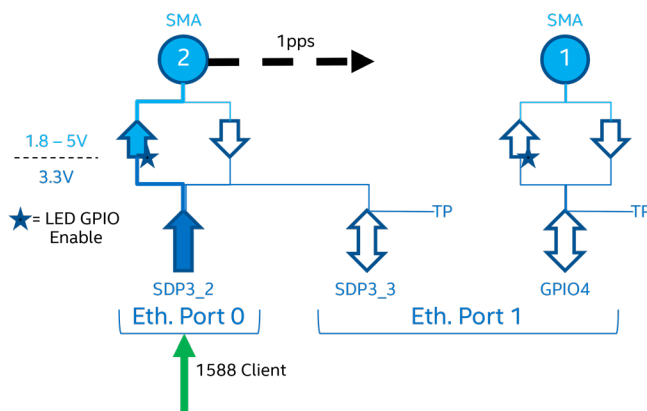 SMA
SMA
2
1pps
1
1.8 – 5V
3.3V
= LED GPIO
Enable
TP
TP
SDP3_2
SDP3_3
GPIO4
Eth. Port 0
Eth. Port 1
1588 Client